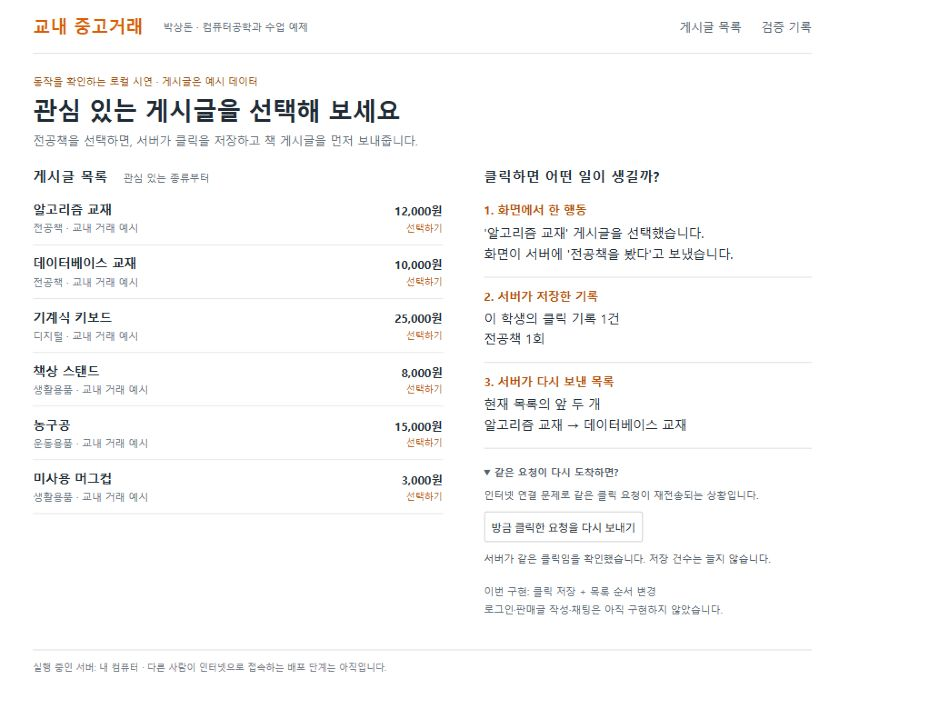 교내 중고거래 박상돈 · 컴퓨터공학과 수업 예제 게시글 목록 검증 기록
동작을 확인하는 로컬 시연 · 게시글은 예시 데이터
관심 있는 게시글을 선택해 보세요
전공책을 선택하면, 서버가 클릭을 저장하고 책 게시글을 먼저 보내줍니다.
게시글 목록 관심 있는 종류부터
알고리즘 교재 12,000원
전공책 · 교내 거래 예시 선택하기
데이터베이스 교재 10,000원
전공책 · 교내 거래 예시 선택하기
기계식 키보드 25,000원
디지털 · 교내 거래 예시 선택하기
책상 스탠드 8,000원
생활용품 · 교내 거래 예시 선택하기
농구공 15,000원
운동용품 · 교내 거래 예시 선택하기
미사용 머그컵 3,000원
생활용품 · 교내 거래 예시 선택하기
클릭하면 어떤 일이 생길까?
1. 화면에서 한 행동
'알고리즘 교재' 게시글을 선택했습니다.
화면이 서버에 '전공책을 봤다'고 보냈습니다.
2. 서버가 저장한 기록
이 학생의 클릭 기록 1건
전공책 1회
3. 서버가 다시 보낸 목록
현재 목록의 앞 두 개
알고리즘 교재 → 데이터베이스 교재
▼ 같은 요청이 다시 도착하면?
인터넷 연결 문제로 같은 클릭 요청이 재전송되는 상황입니다.
방금 클릭한 요청을 다시 보내기
서버가 같은 클릭임을 확인했습니다. 저장 건수는 늘지 않습니다.
이번 구현: 클릭 저장 + 목록 순서 변경
로그인·판매글 작성·채팅은 아직 구현하지 않았습니다.
실행 중인 서버: 내 컴퓨터 · 다른 사람이 인터넷으로 접속하는 배포 단계는 아직입니다.